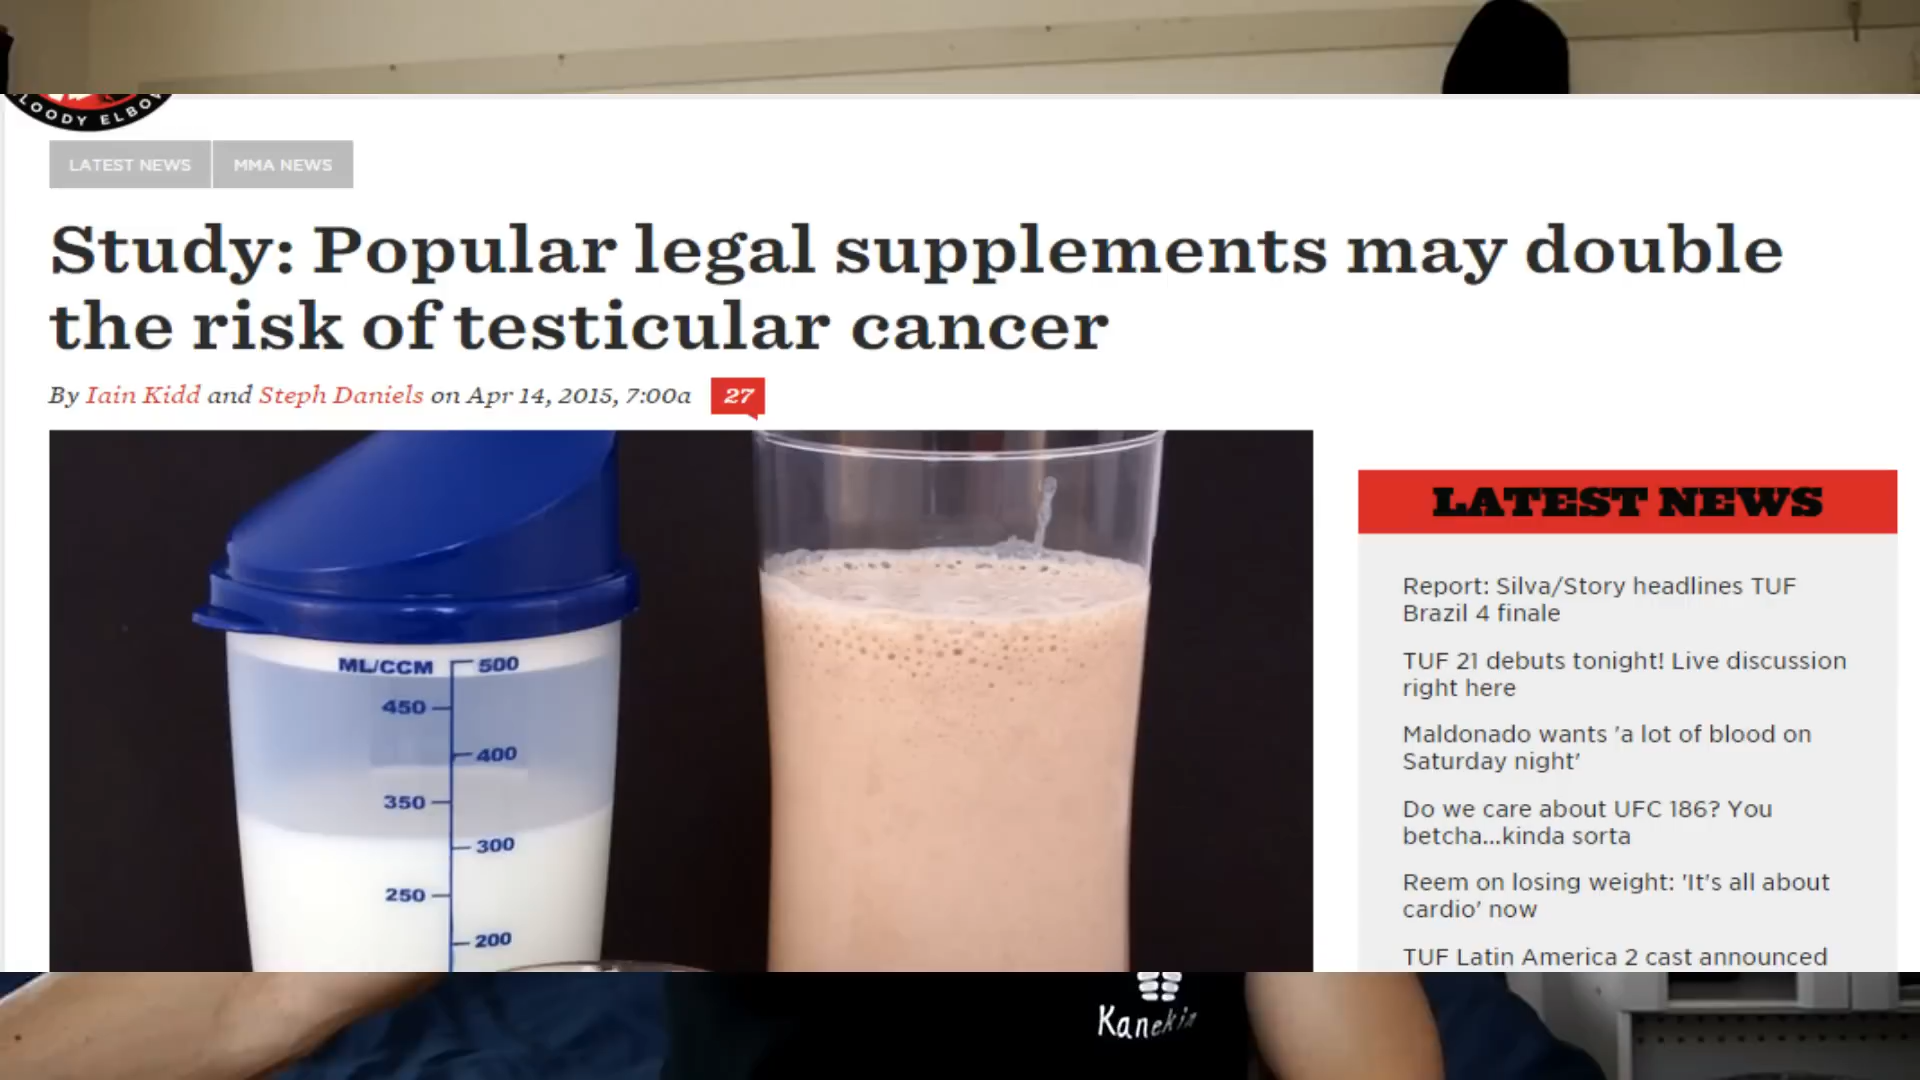 BLOODY ELBOW
LATEST NEWS
MMA NEWS
Study: Popular legal supplements may double
the risk of testicular cancer
By Iain Kidd and Steph Daniels on Apr 14, 2015, 7:00a
27
ML/CCM
500
450
400
350
300
250
200
LATEST NEWS
Report: Silva/Story headlines TUF
Brazil 4 finale
TUF 21 debuts tonight! Live discussion
right here
Maldonado wants 'a lot of blood on
Saturday night'
Do we care about UFC 186? You
betcha...kinda sorta
Reem on losing weight: 'It's all about
cardio' now
TUF Latin America 2 cast announced
Kanekin